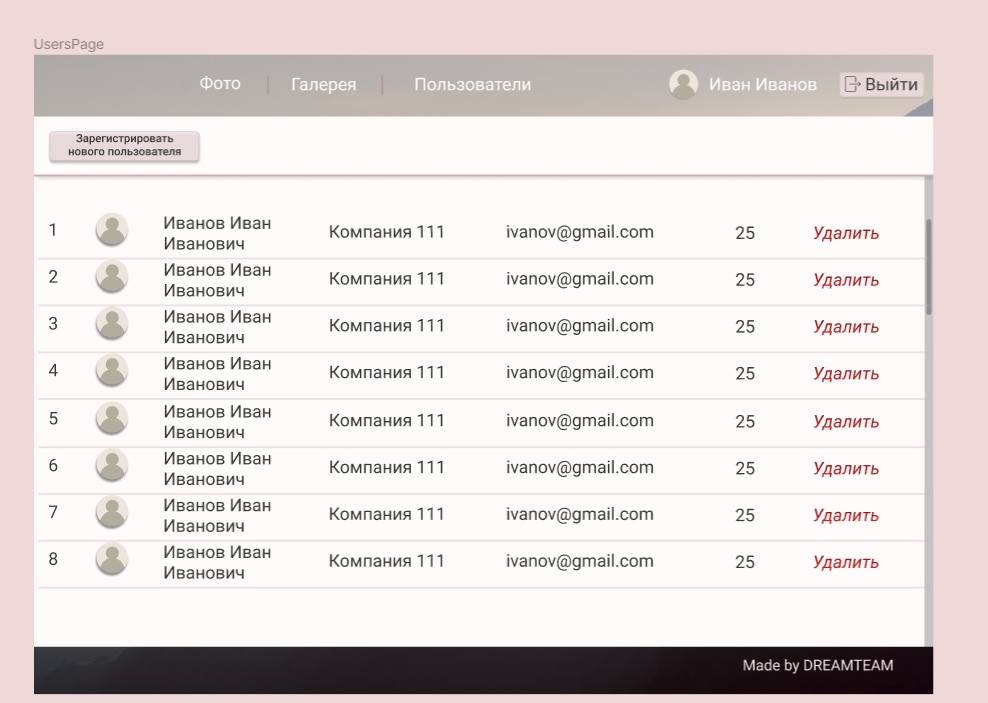 UsersPage
Фото Галерея Пользователи Иван Иванов Выйти
Зарегистрировать
нового пользователя
1 Иванов Иван Иванович Компания 111 ivanov@gmail.com 25 Удалить
2 Иванов Иван Иванович Компания 111 ivanov@gmail.com 25 Удалить
3 Иванов Иван Иванович Компания 111 ivanov@gmail.com 25 Удалить
4 Иванов Иван Иванович Компания 111 ivanov@gmail.com 25 Удалить
5 Иванов Иван Иванович Компания 111 ivanov@gmail.com 25 Удалить
6 Иванов Иван Иванович Компания 111 ivanov@gmail.com 25 Удалить
7 Иванов Иван Иванович Компания 111 ivanov@gmail.com 25 Удалить
8 Иванов Иван Иванович Компания 111 ivanov@gmail.com 25 Удалить
Made by DREAMTEAM